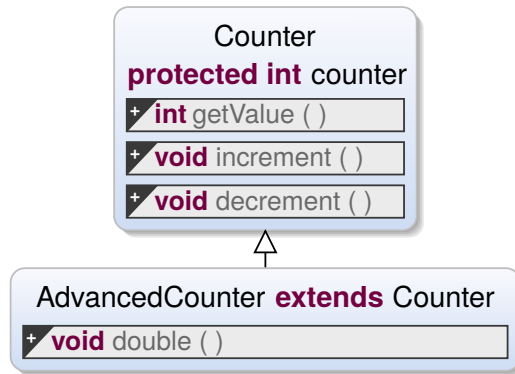 Counter
protected int counter
+ int getValue ( )
+ void increment ( )
+ void decrement ( )
AdvancedCounter extends Counter
+ void double ( )